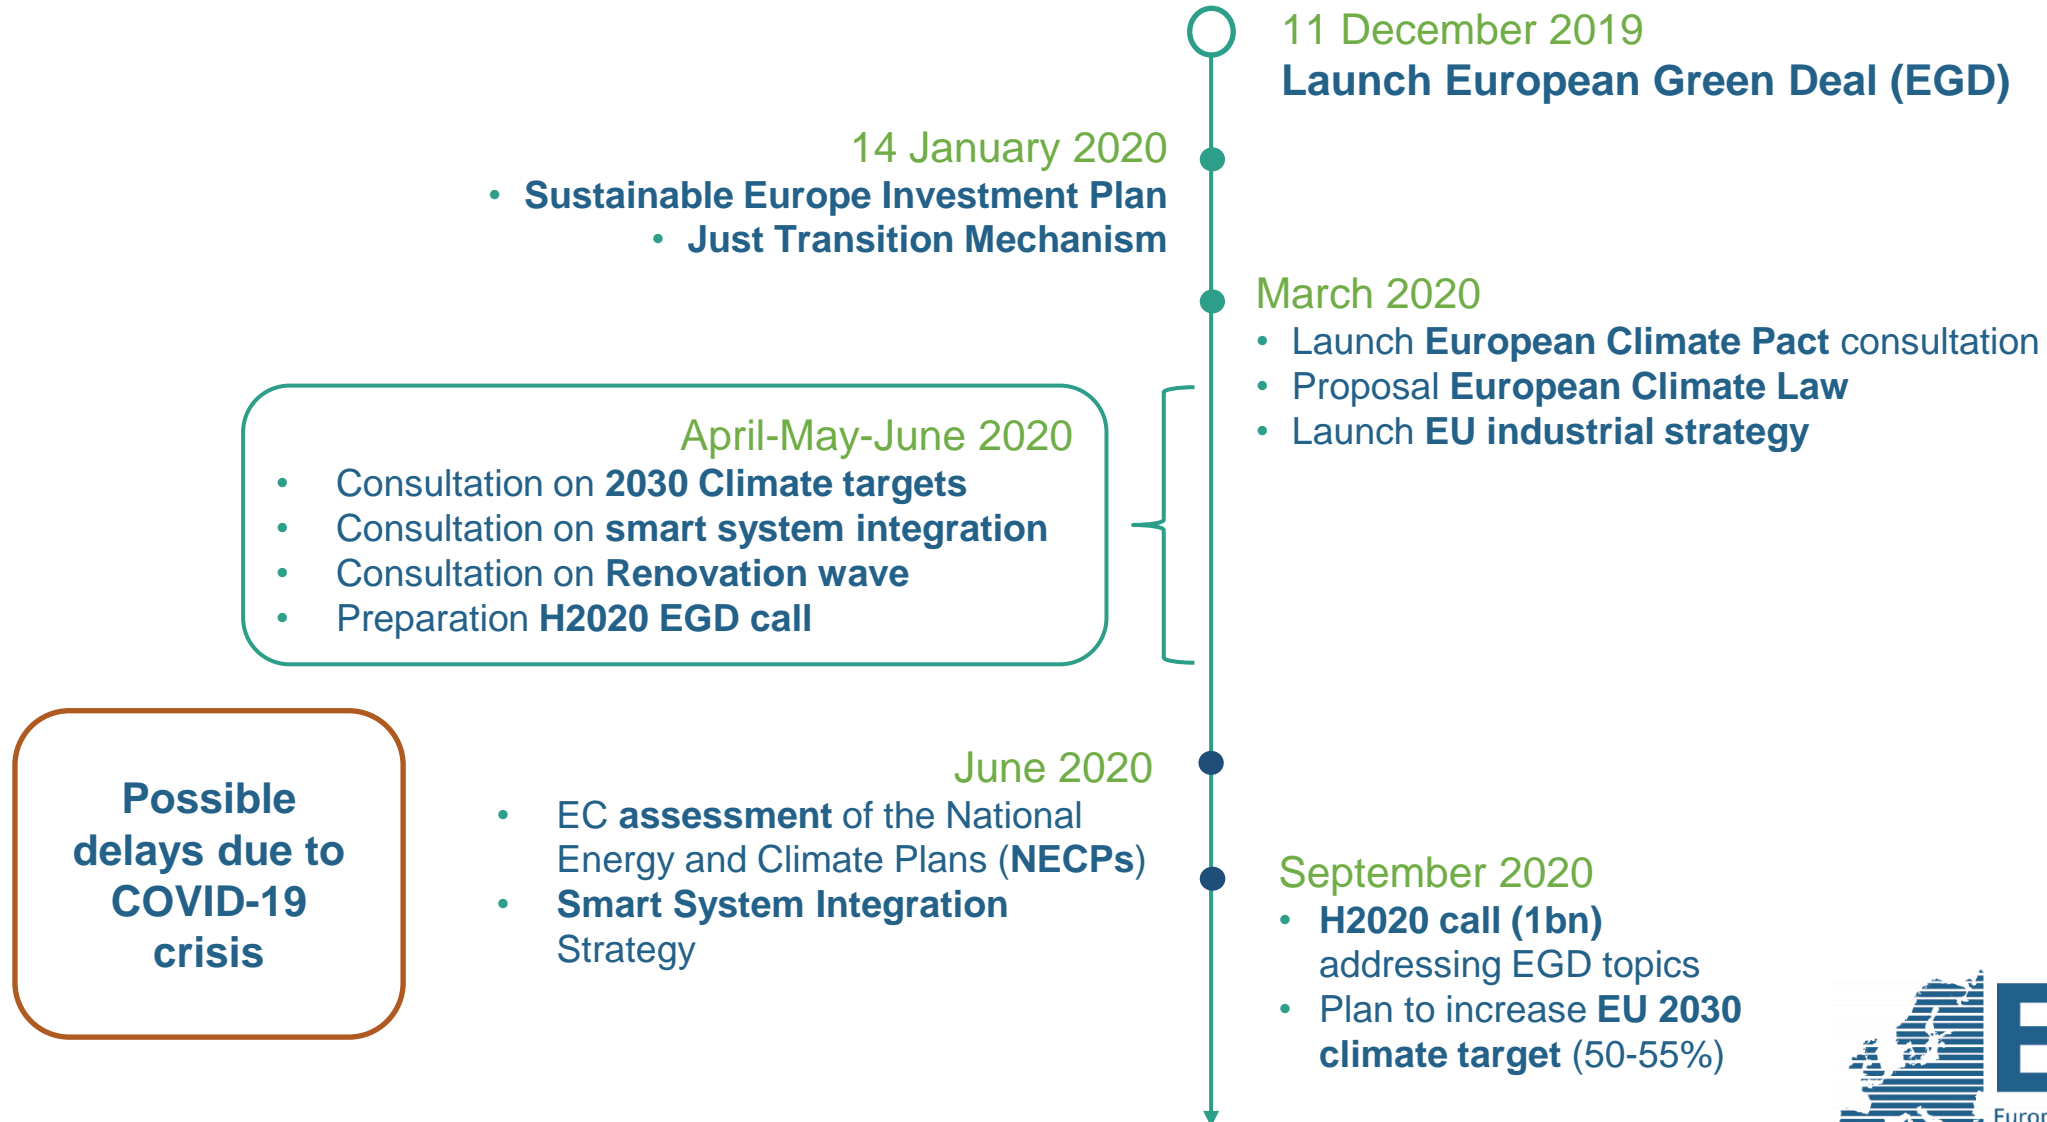 11 December 2019
Launch European Green Deal (EGD)
14 January 2020
• Sustainable Europe Investment Plan
• Just Transition Mechanism
March 2020
• Launch European Climate Pact consultation
• Proposal European Climate Law
• Launch EU industrial strategy
April-May-June 2020
• Consultation on 2030 Climate targets
• Consultation on smart system integration
• Consultation on Renovation wave
• Preparation H2020 EGD call
Possible
delays due to
COVID-19
crisis
June 2020
• EC assessment of the National
Energy and Climate Plans (NECPs)
• Smart System Integration
Strategy
September 2020
• H2020 call (1bn)
addressing EGD topics
• Plan to increase EU 2030
climate target (50-55%)
E